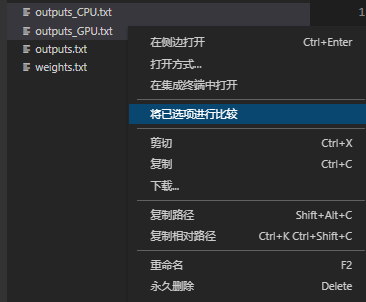 outputs_CPU.txt
1
outputs_GPU.txt
outputs.txt
weights.txt
在侧边打开 Ctrl+Enter
打开方式...
在集成终端中打开
将已选项进行比较
剪切 Ctrl+X
复制 Ctrl+C
下载...
复制路径 Shift+Alt+C
复制相对路径 Ctrl+K Ctrl+Shift+C
重命名 F2
永久删除 Delete